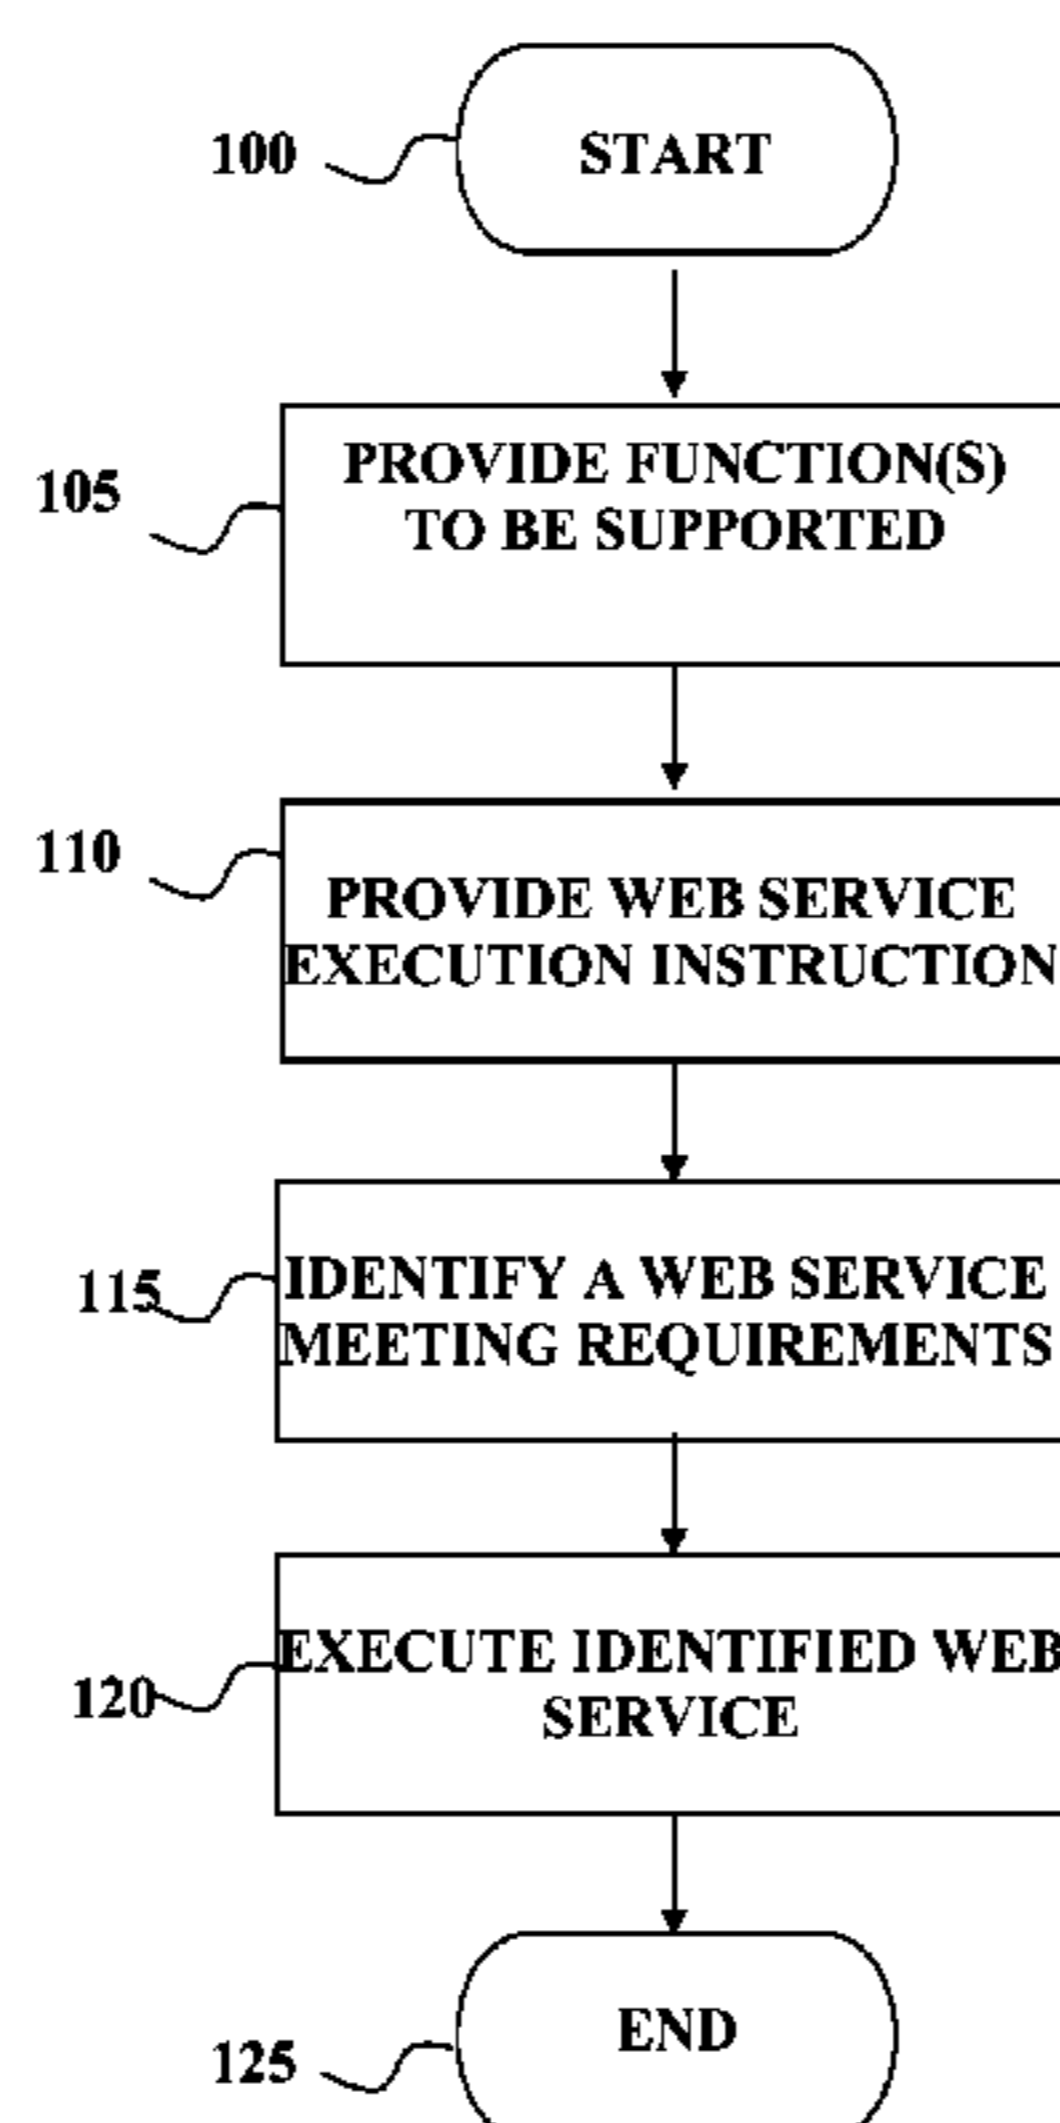 100
START
105
PROVIDE FUNCTION(S)
TO BE SUPPORTED
110
PROVIDE WEB SERVICE
EXECUTION INSTRUCTION
115
IDENTIFY A WEB SERVICE
MEETING REQUIREMENTS
120
EXECUTE IDENTIFIED WEB
SERVICE
END
125